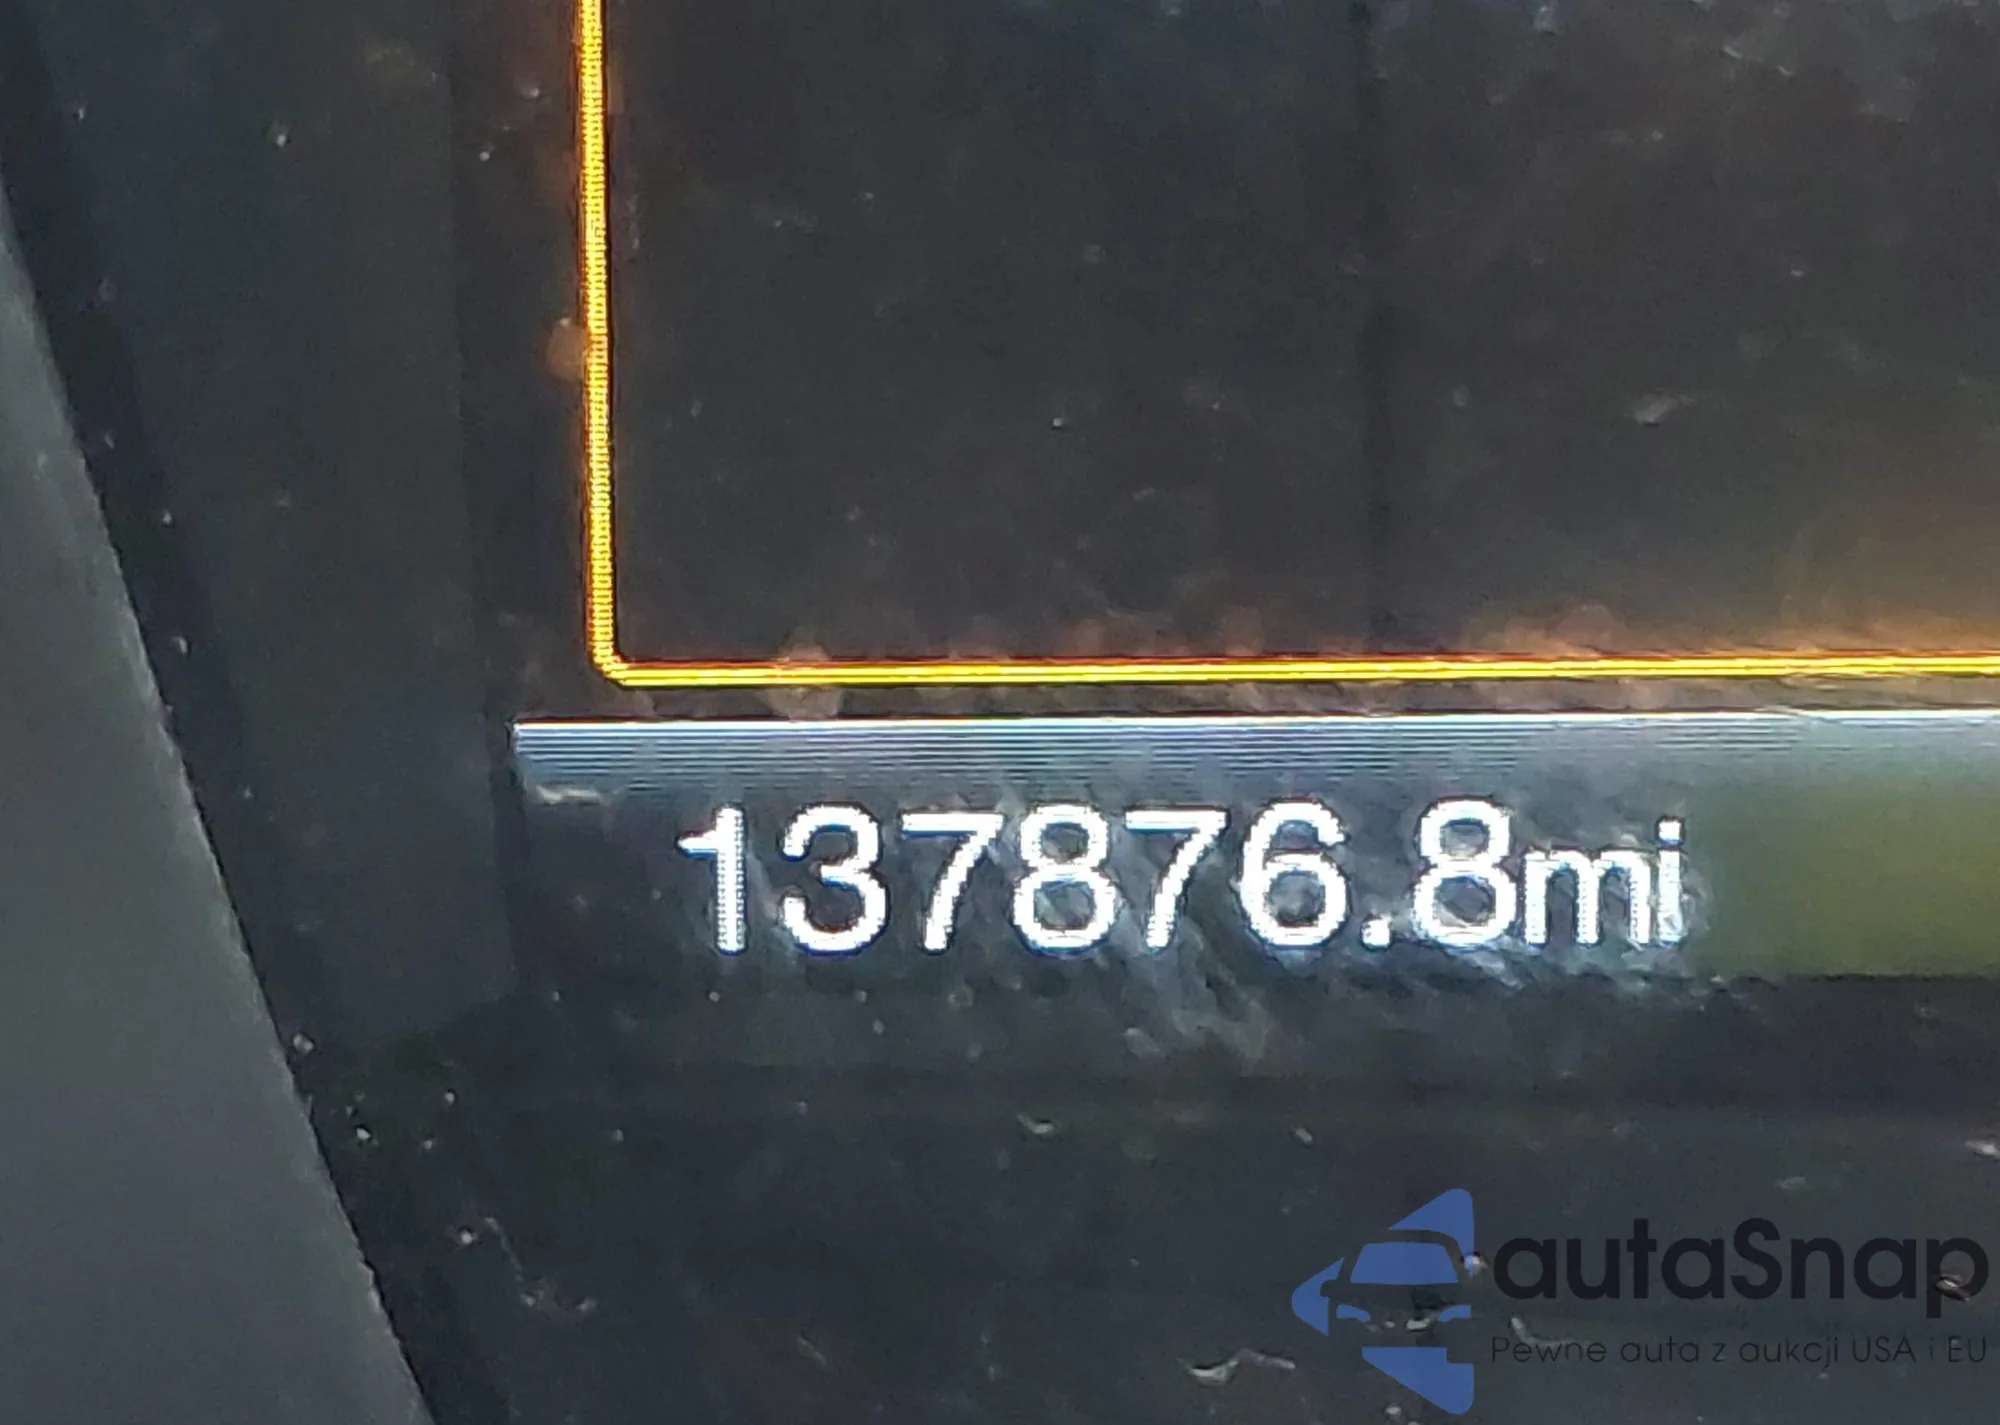 137876.8mi
autaSnap
Pewne auta z aukcji USA i EU